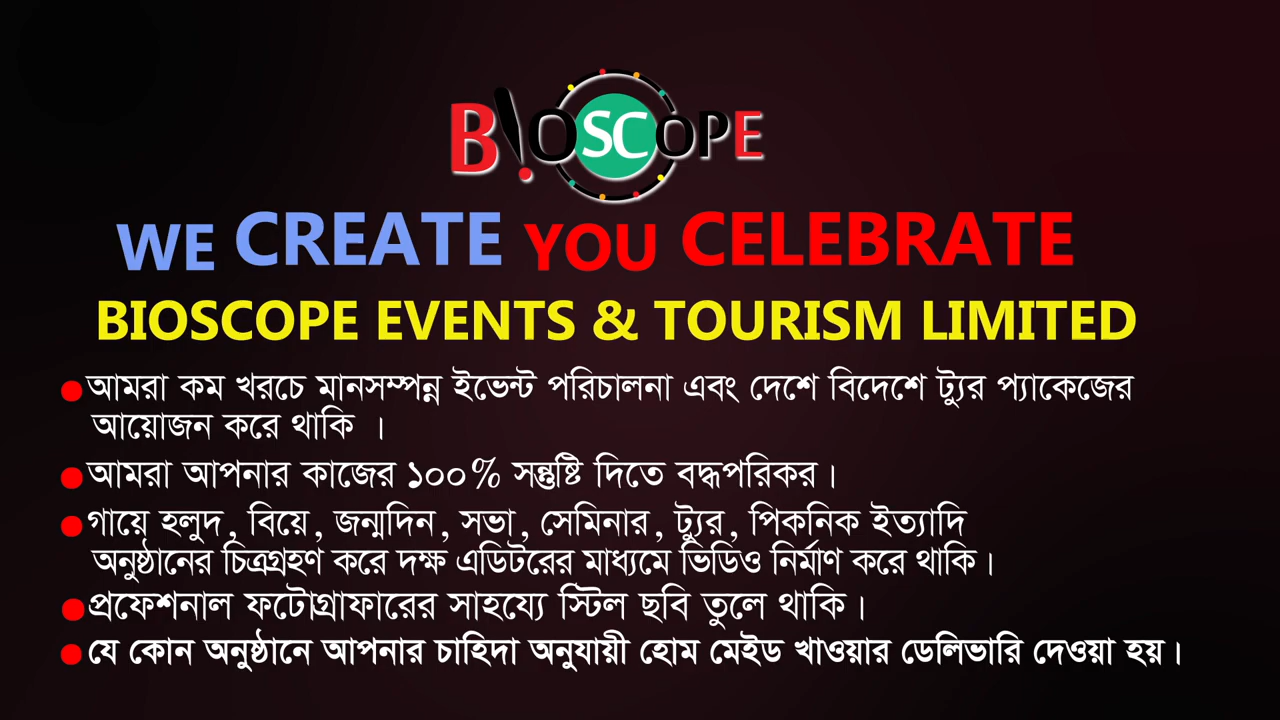 BIOSCOPE
WE CREATE YOU CELEBRATE
BIOSCOPE EVENTS & TOURISM LIMITED
আমরা কম খরচে মানসম্পন্ন ইভেন্ট পরিচালনা এবং দেশে বিদেশে ট্যুর প্যাকেজের
আয়োজন করে থাকি ।
আমরা আপনার কাজের ১০০% সন্তুষ্টি দিতে বদ্ধপরিকর।
গায়ে হলুদ, বিয়ে, জন্মদিন, সভা, সেমিনার, ট্যুর, পিকনিক ইত্যাদি
অনুষ্ঠানের চিত্রগ্রহণ করে দক্ষ এডিটরের মাধ্যমে ভিডিও নির্মাণ করে থাকি।
প্রফেশনাল ফটোগ্রাফারের সাহয্যে স্টিল ছবি তুলে থাকি।
যে কোন অনুষ্ঠানে আপনার চাহিদা অনুযায়ী হোম মেইড খাওয়ার ডেলিভারি দেওয়া হয়।